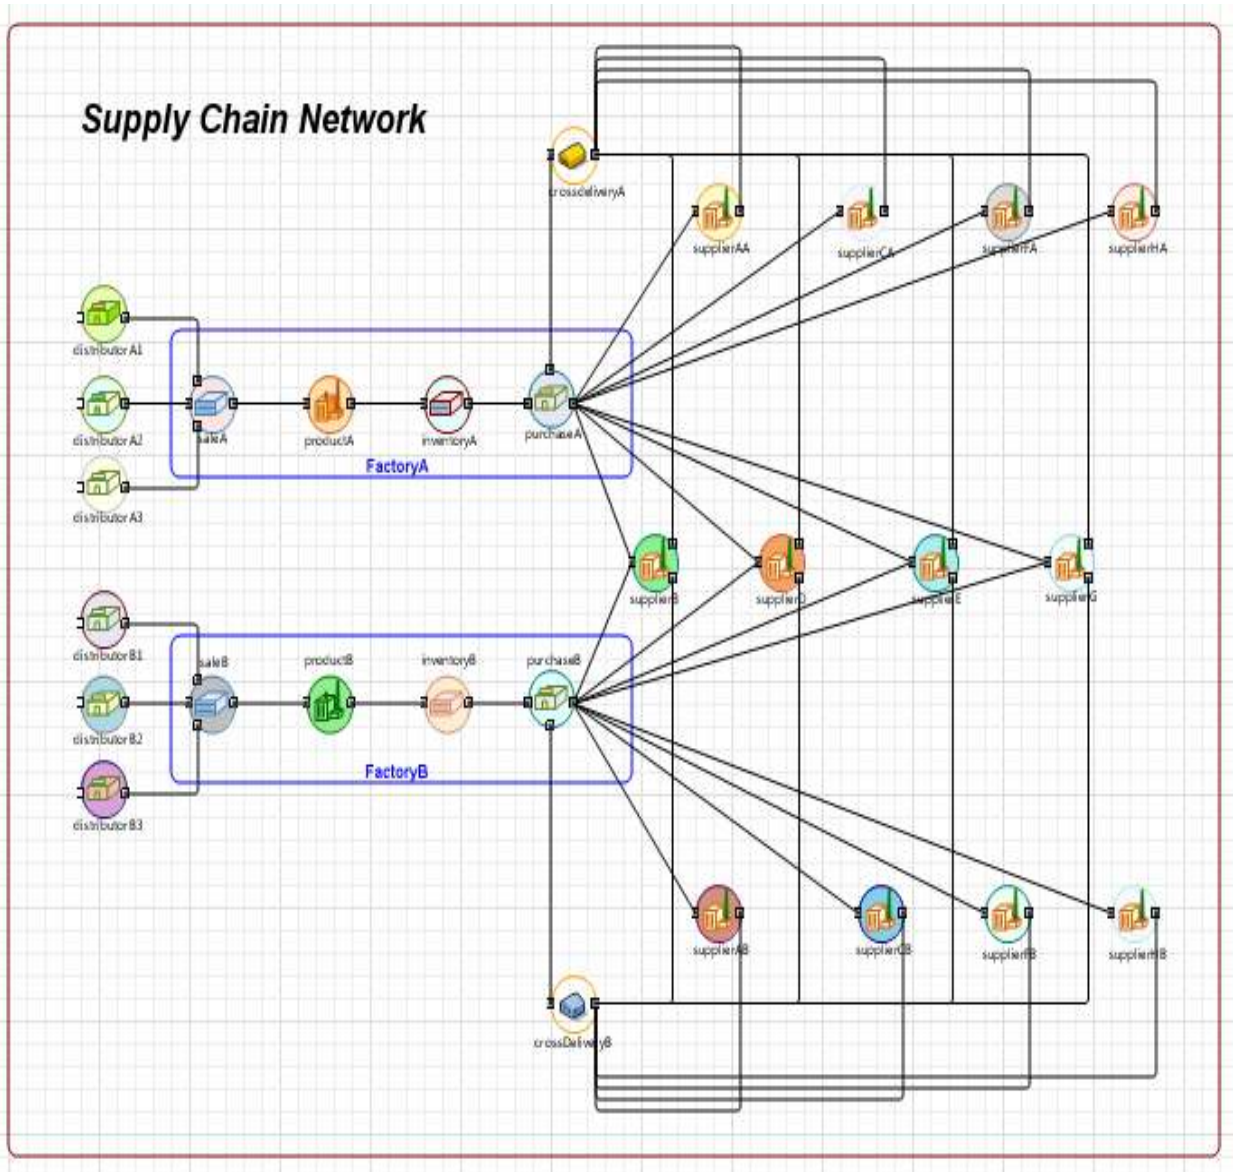 Supply Chain Network
crossdeliveryA
supplierAA
supplierCA
supplierFA
supplierHA
distributorA1
distributorA2
saleA
productA
inventoryA
purchaseA
FactoryA
distributorA3
supplierB
supplierD
supplierE
supplierG
distributorB1
saleB
productB
inventoryB
purchaseB
distributorB2
FactoryB
distributorB3
supplierAB
supplierCB
supplierFB
supplierHB
crossDeliveryB